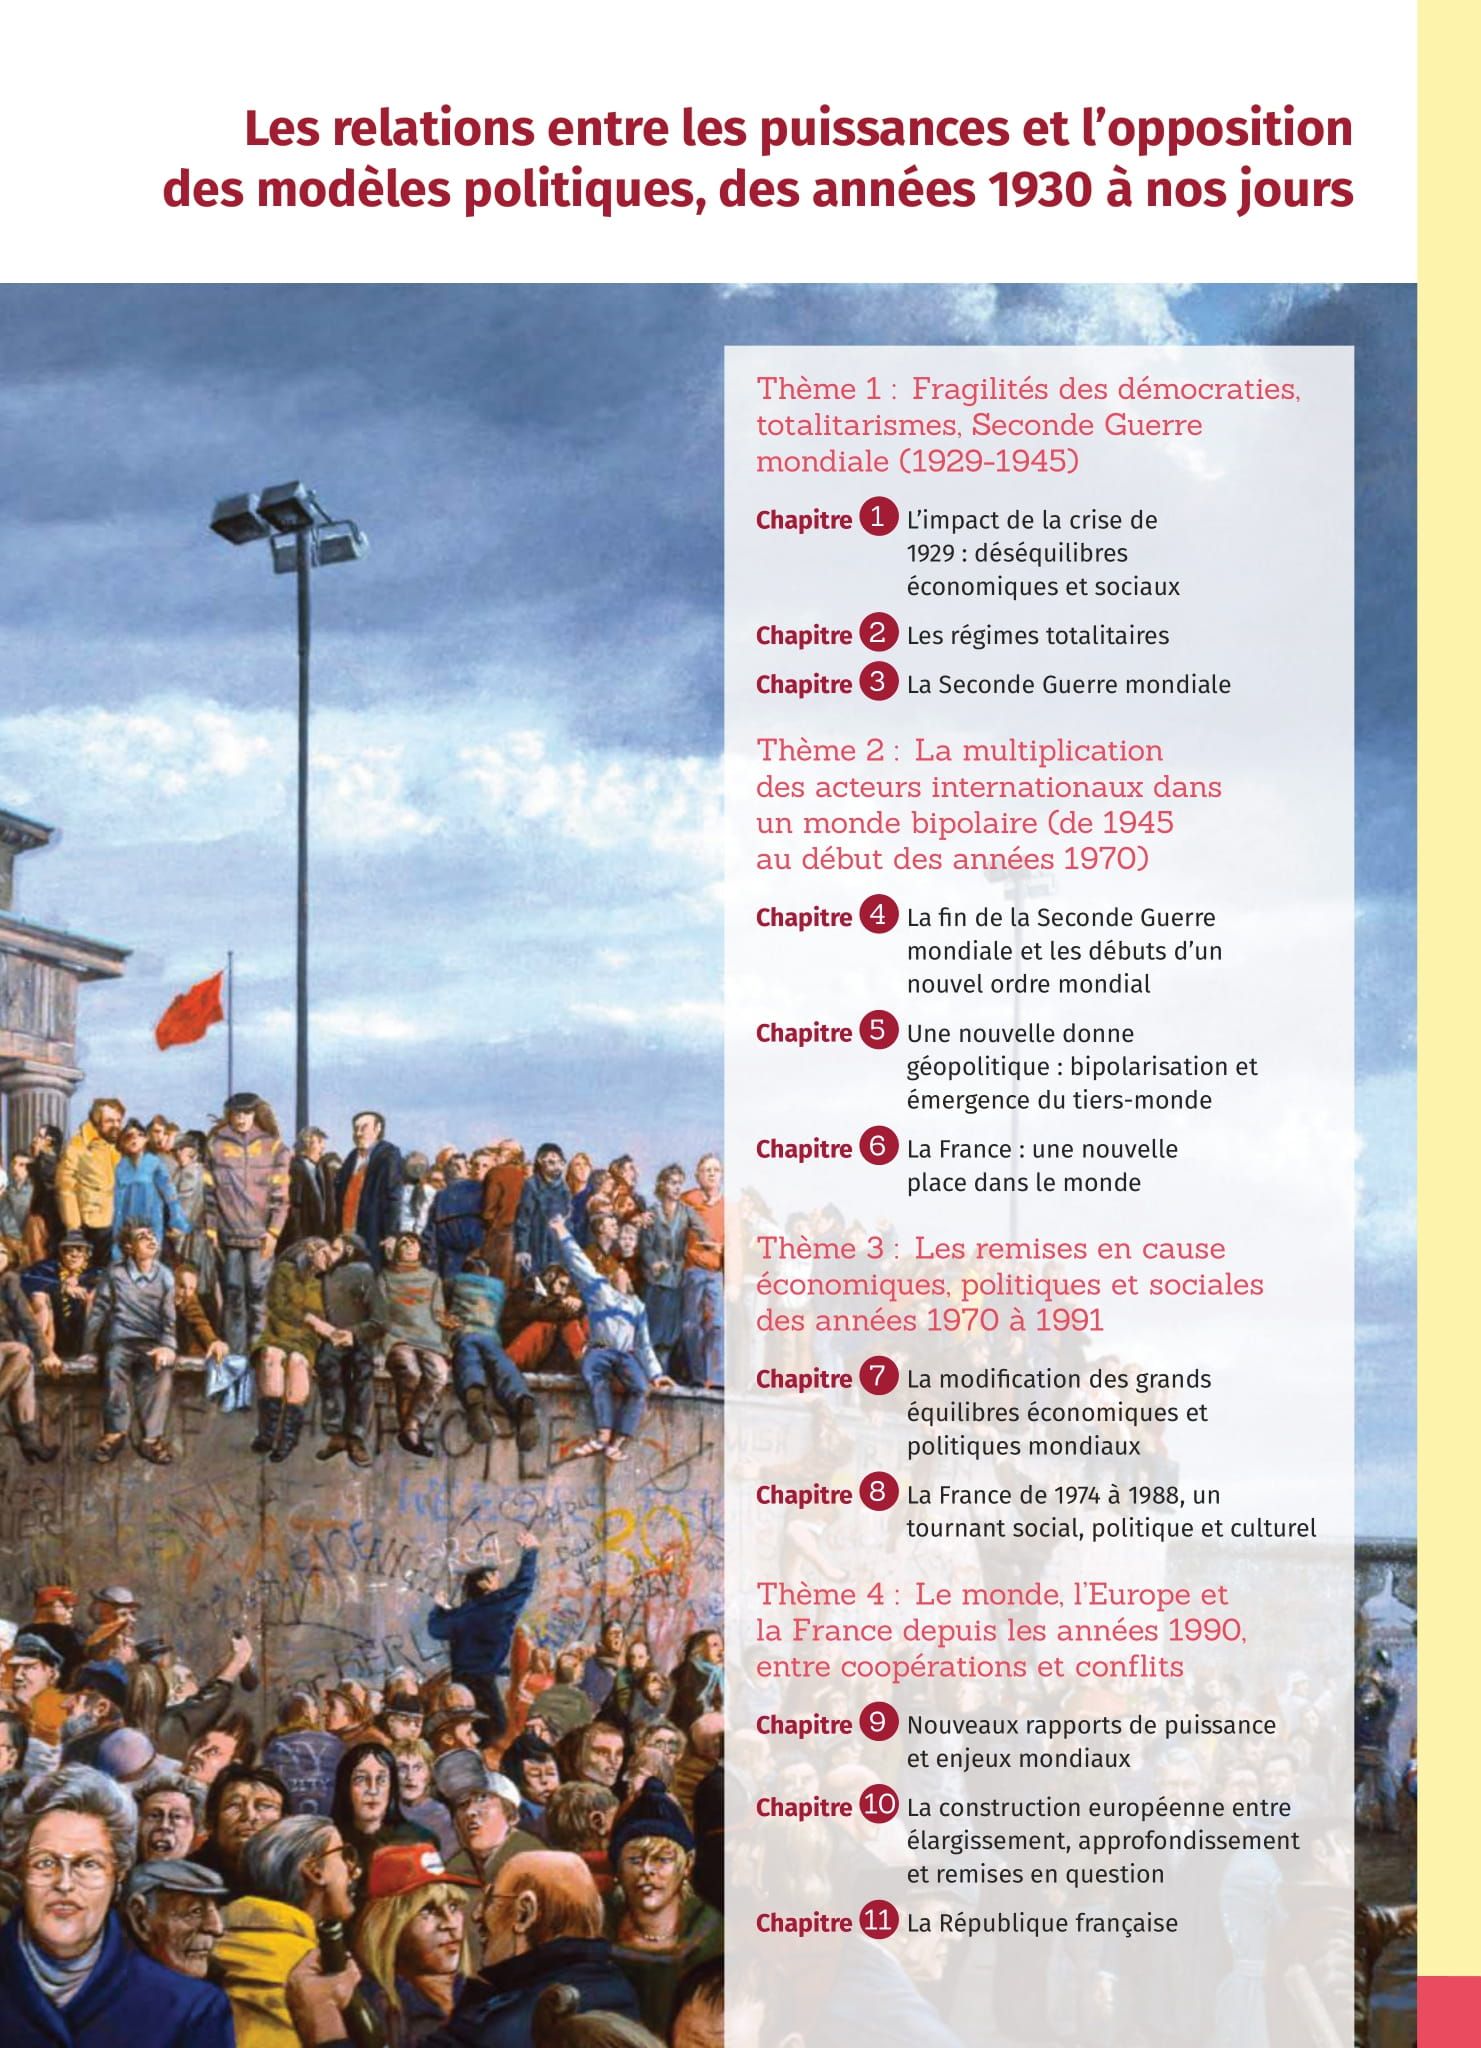 Les relations entre les puissances et l’opposition
des modèles politiques, des années 1930 à nos jours
Thème 1 : Fragilités des démocraties,
totalitarismes, Seconde Guerre
mondiale (1929-1945)
Chapitre 1 L’impact de la crise de
1929 : déséquilibres
économiques et sociaux
Chapitre 2 Les régimes totalitaires
Chapitre 3 La Seconde Guerre mondiale
Thème 2 : La multiplication
des acteurs internationaux dans
un monde bipolaire (de 1945
au début des années 1970)
Chapitre 4 La fin de la Seconde Guerre
mondiale et les débuts d’un
nouvel ordre mondial
Chapitre 5 Une nouvelle donne
géopolitique : bipolarisation et
émergence du tiers-monde
Chapitre 6 La France : une nouvelle
place dans le monde
Thème 3 : Les remises en cause
économiques, politiques et sociales
des années 1970 à 1991
Chapitre 7 La modification des grands
équilibres économiques et
politiques mondiaux
Chapitre 8 La France de 1974 à 1988, un
tournant social, politique et culturel
Thème 4 : Le monde, l’Europe et
la France depuis les années 1990,
entre coopérations et conflits
Chapitre 9 Nouveaux rapports de puissance
et enjeux mondiaux
Chapitre 10 La construction européenne entre
élargissement, approfondissement
et remises en question
Chapitre 11 La République française